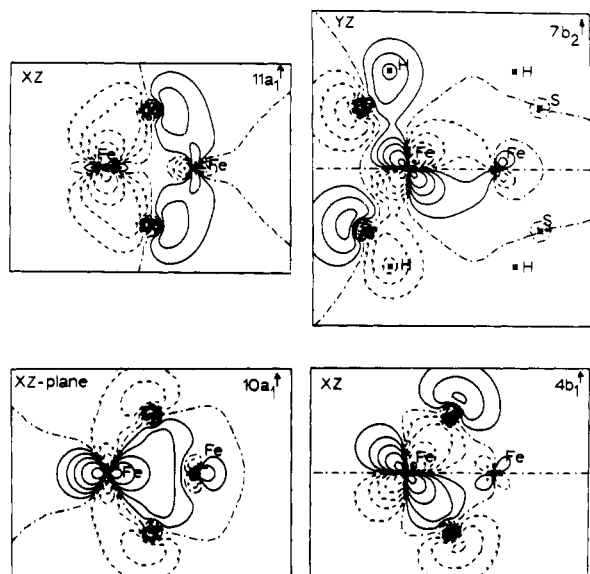 XZ 11a₁↑
Fe Fe
YZ 7b₂↑
H H
S
Fe Fe
S
H H
XZ-plane 10a₁↑
Fe Fe
XZ 4b₁↑
Fe Fe